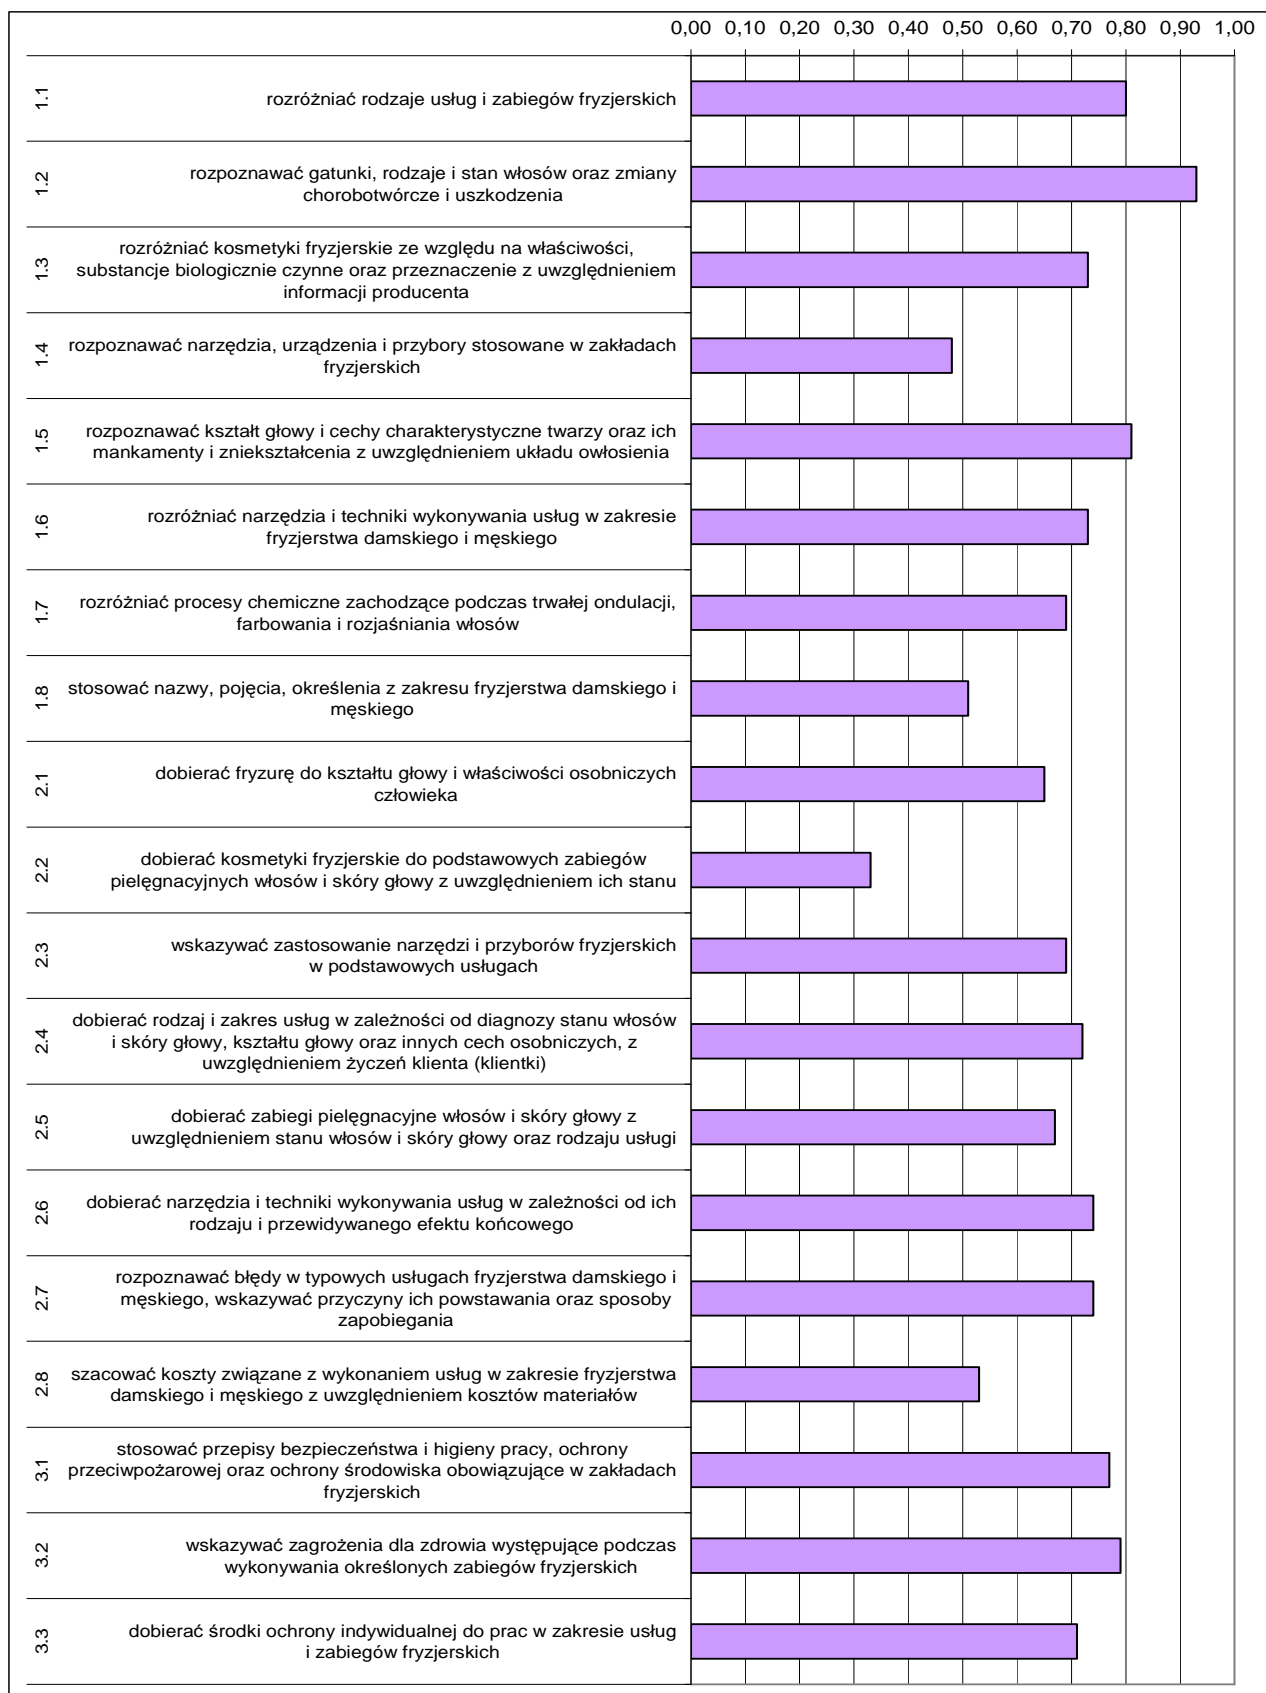 0,00 0,10 0,20 0,30 0,40 0,50 0,60 0,70 0,80 0,90 1,00
1.1
rozróżniać rodzaje usług i zabiegów fryzjerskich
1.2
rozpoznawać gatunki, rodzaje i stan włosów oraz zmiany
chorobotwórcze i uszkodzenia
1.3
rozróżniać kosmetyki fryzjerskie ze względu na właściwości,
substancje biologicznie czynne oraz przeznaczenie z uwzględnieniem
informacji producenta
1.4
rozpoznawać narzędzia, urządzenia i przybory stosowane w zakładach
fryzjerskich
1.5
rozpoznawać kształt głowy i cechy charakterystyczne twarzy oraz ich
mankamenty i zniekształcenia z uwzględnieniem układu owłosienia
1.6
rozróżniać narzędzia i techniki wykonywania usług w zakresie
fryzjerstwa damskiego i męskiego
1.7
rozróżniać procesy chemiczne zachodzące podczas trwałej ondulacji,
farbowania i rozjaśniania włosów
1.8
stosować nazwy, pojęcia, określenia z zakresu fryzjerstwa damskiego i
męskiego
2.1
dobierać fryzurę do kształtu głowy i właściwości osobniczych
człowieka
2.2
dobierać kosmetyki fryzjerskie do podstawowych zabiegów
pielęgnacyjnych włosów i skóry głowy z uwzględnieniem ich stanu
2.3
wskazywać zastosowanie narzędzi i przyborów fryzjerskich
w podstawowych usługach
2.4
dobierać rodzaj i zakres usług w zależności od diagnozy stanu włosów
i skóry głowy, kształtu głowy oraz innych cech osobniczych, z
uwzględnieniem życzeń klienta (klientki)
2.5
dobierać zabiegi pielęgnacyjne włosów i skóry głowy z
uwzględnieniem stanu włosów i skóry głowy oraz rodzaju usługi
2.6
dobierać narzędzia i techniki wykonywania usług w zależności od ich
rodzaju i przewidywanego efektu końcowego
2.7
rozpoznawać błędy w typowych usługach fryzjerstwa damskiego i
męskiego, wskazywać przyczyny ich powstawania oraz sposoby
zapobiegania
2.8
szacować koszty związane z wykonaniem usług w zakresie fryzjerstwa
damskiego i męskiego z uwzględnieniem kosztów materiałów
3.1
stosować przepisy bezpieczeństwa i higieny pracy, ochrony
przeciwpożarowej oraz ochrony środowiska obowiązujące w zakładach
fryzjerskich
3.2
wskazywać zagrożenia dla zdrowia występujące podczas
wykonywania określonych zabiegów fryzjerskich
3.3
dobierać środki ochrony indywidualnej do prac w zakresie usług
i zabiegów fryzjerskich